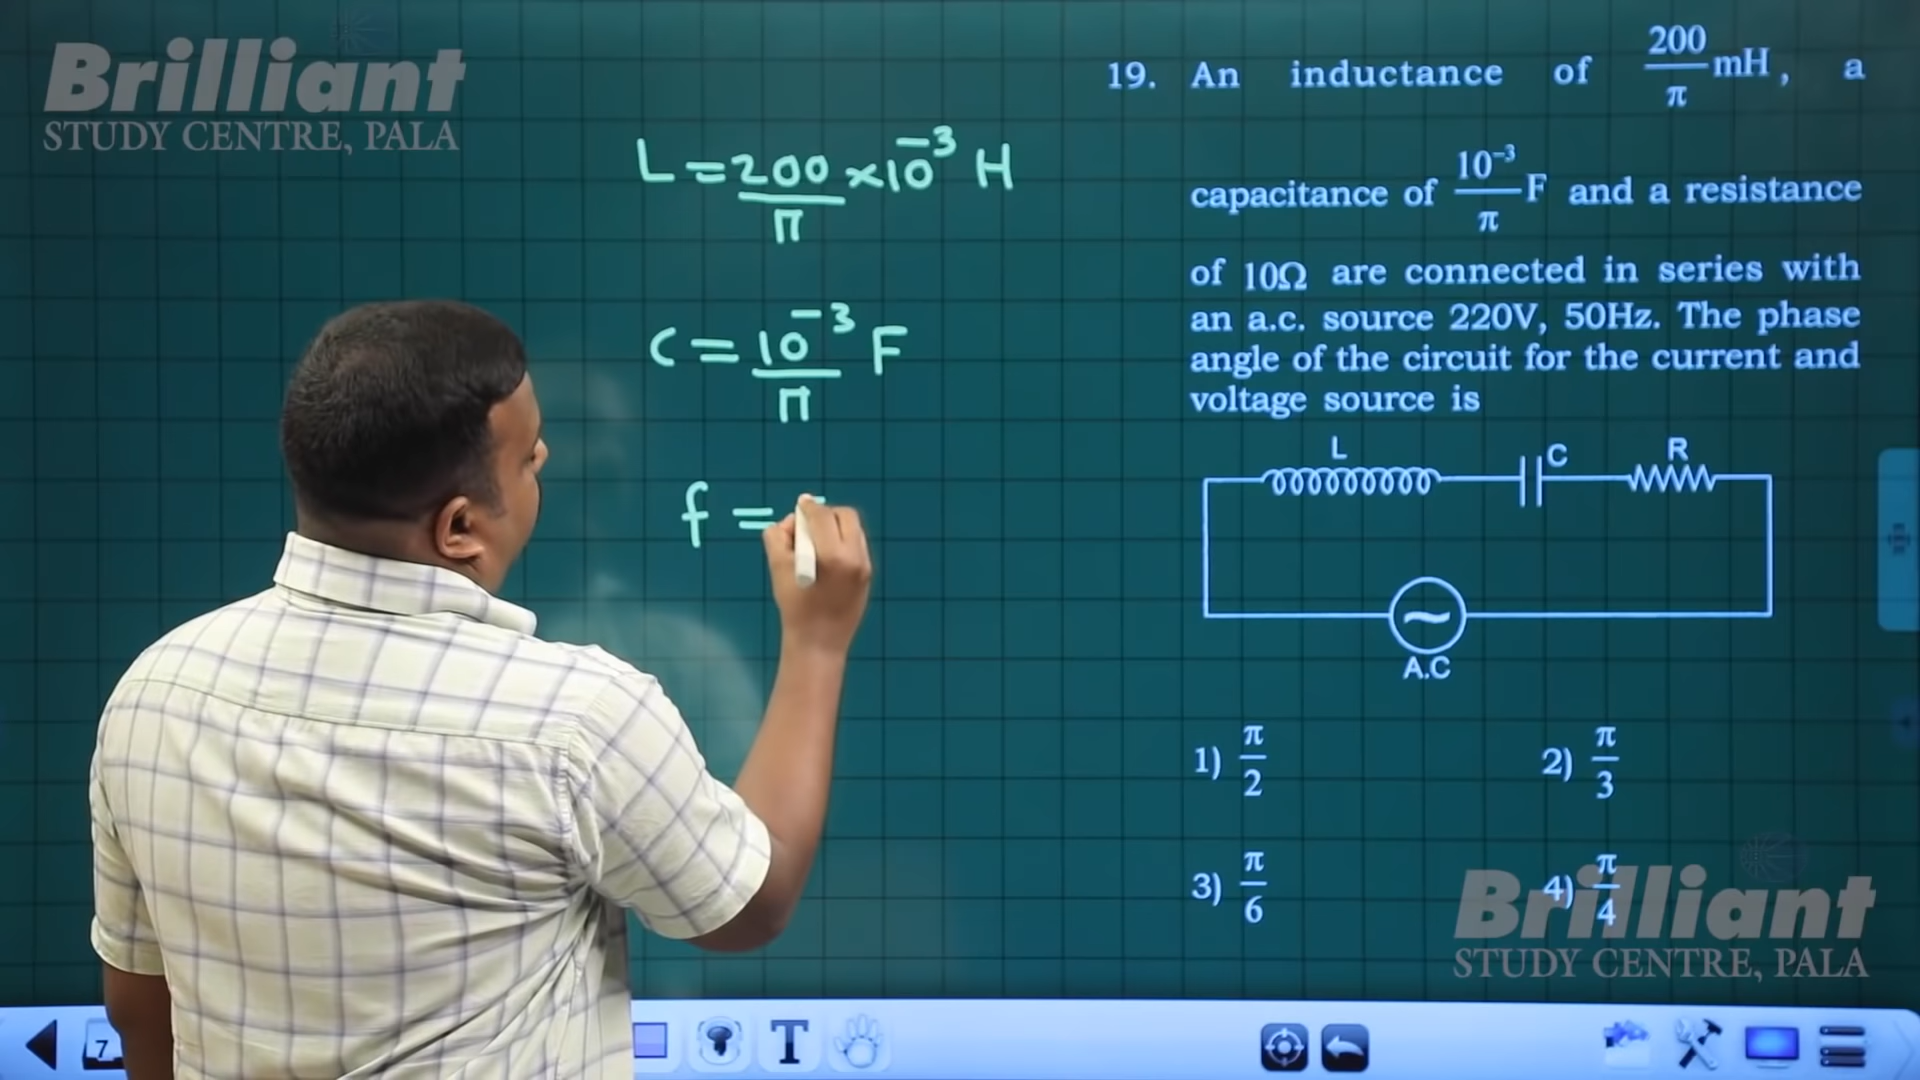 Brilliant
STUDY CENTRE, PALA
L = 200/π × 10⁻³ H
C = 10⁻³/π F
f =
19. An inductance of 200/π mH, a
capacitance of 10⁻³/π F and a resistance
of 10Ω are connected in series with
an a.c. source 220V, 50Hz. The phase
angle of the circuit for the current and
voltage source is
L C R
A.C
1) π/2 2) π/3
3) π/6 4) π/4
Brilliant
STUDY CENTRE, PALA
7 T